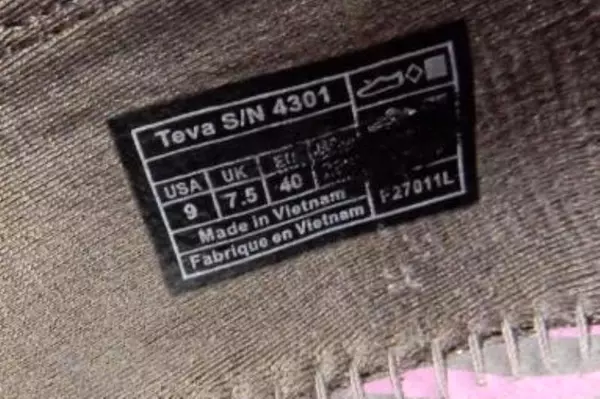 Teva S/N 4301
USA UK EU
9 7.5 40
F27011L
Made in Vietnam
Fabrique en Vietnam